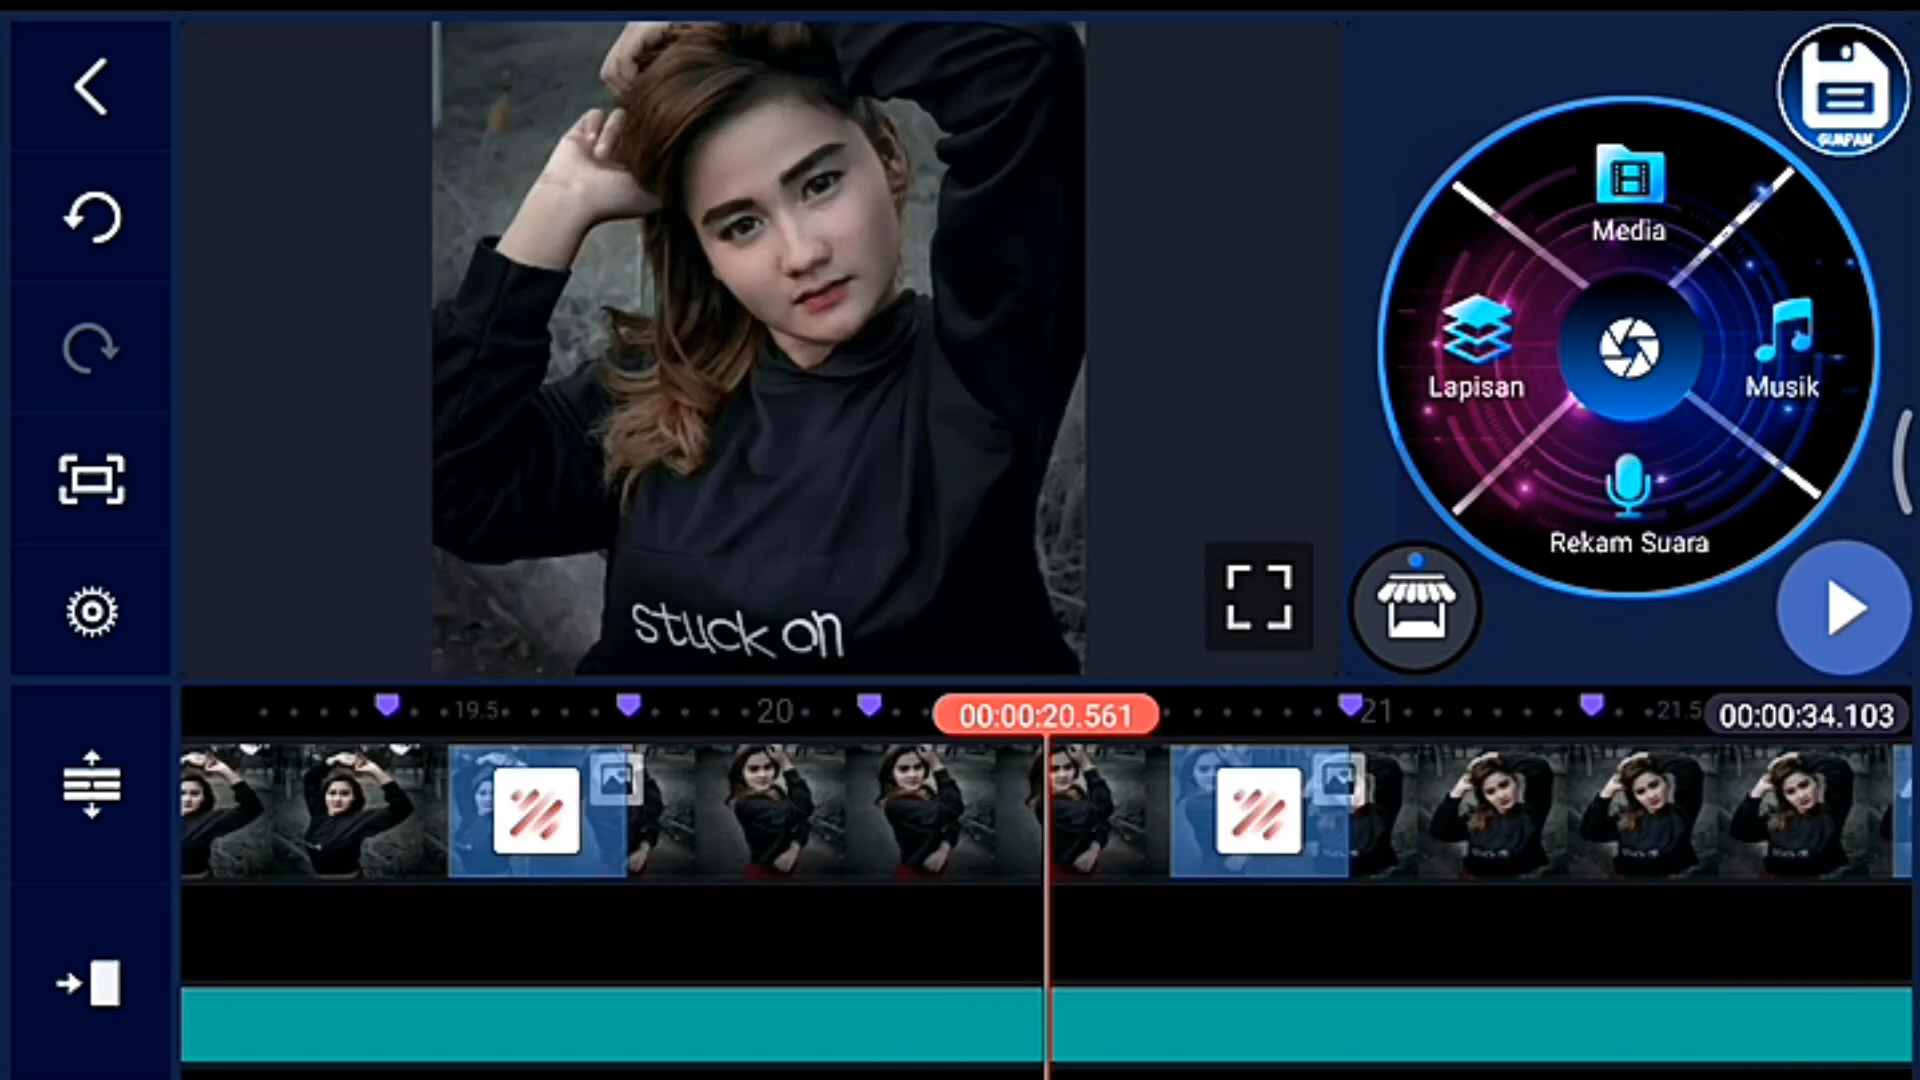 SIMPAN
Media
Lapisan
Musik
Rekam Suara
stuck on
19.5
20
00:00:20.561
21
21.5
00:00:34.103